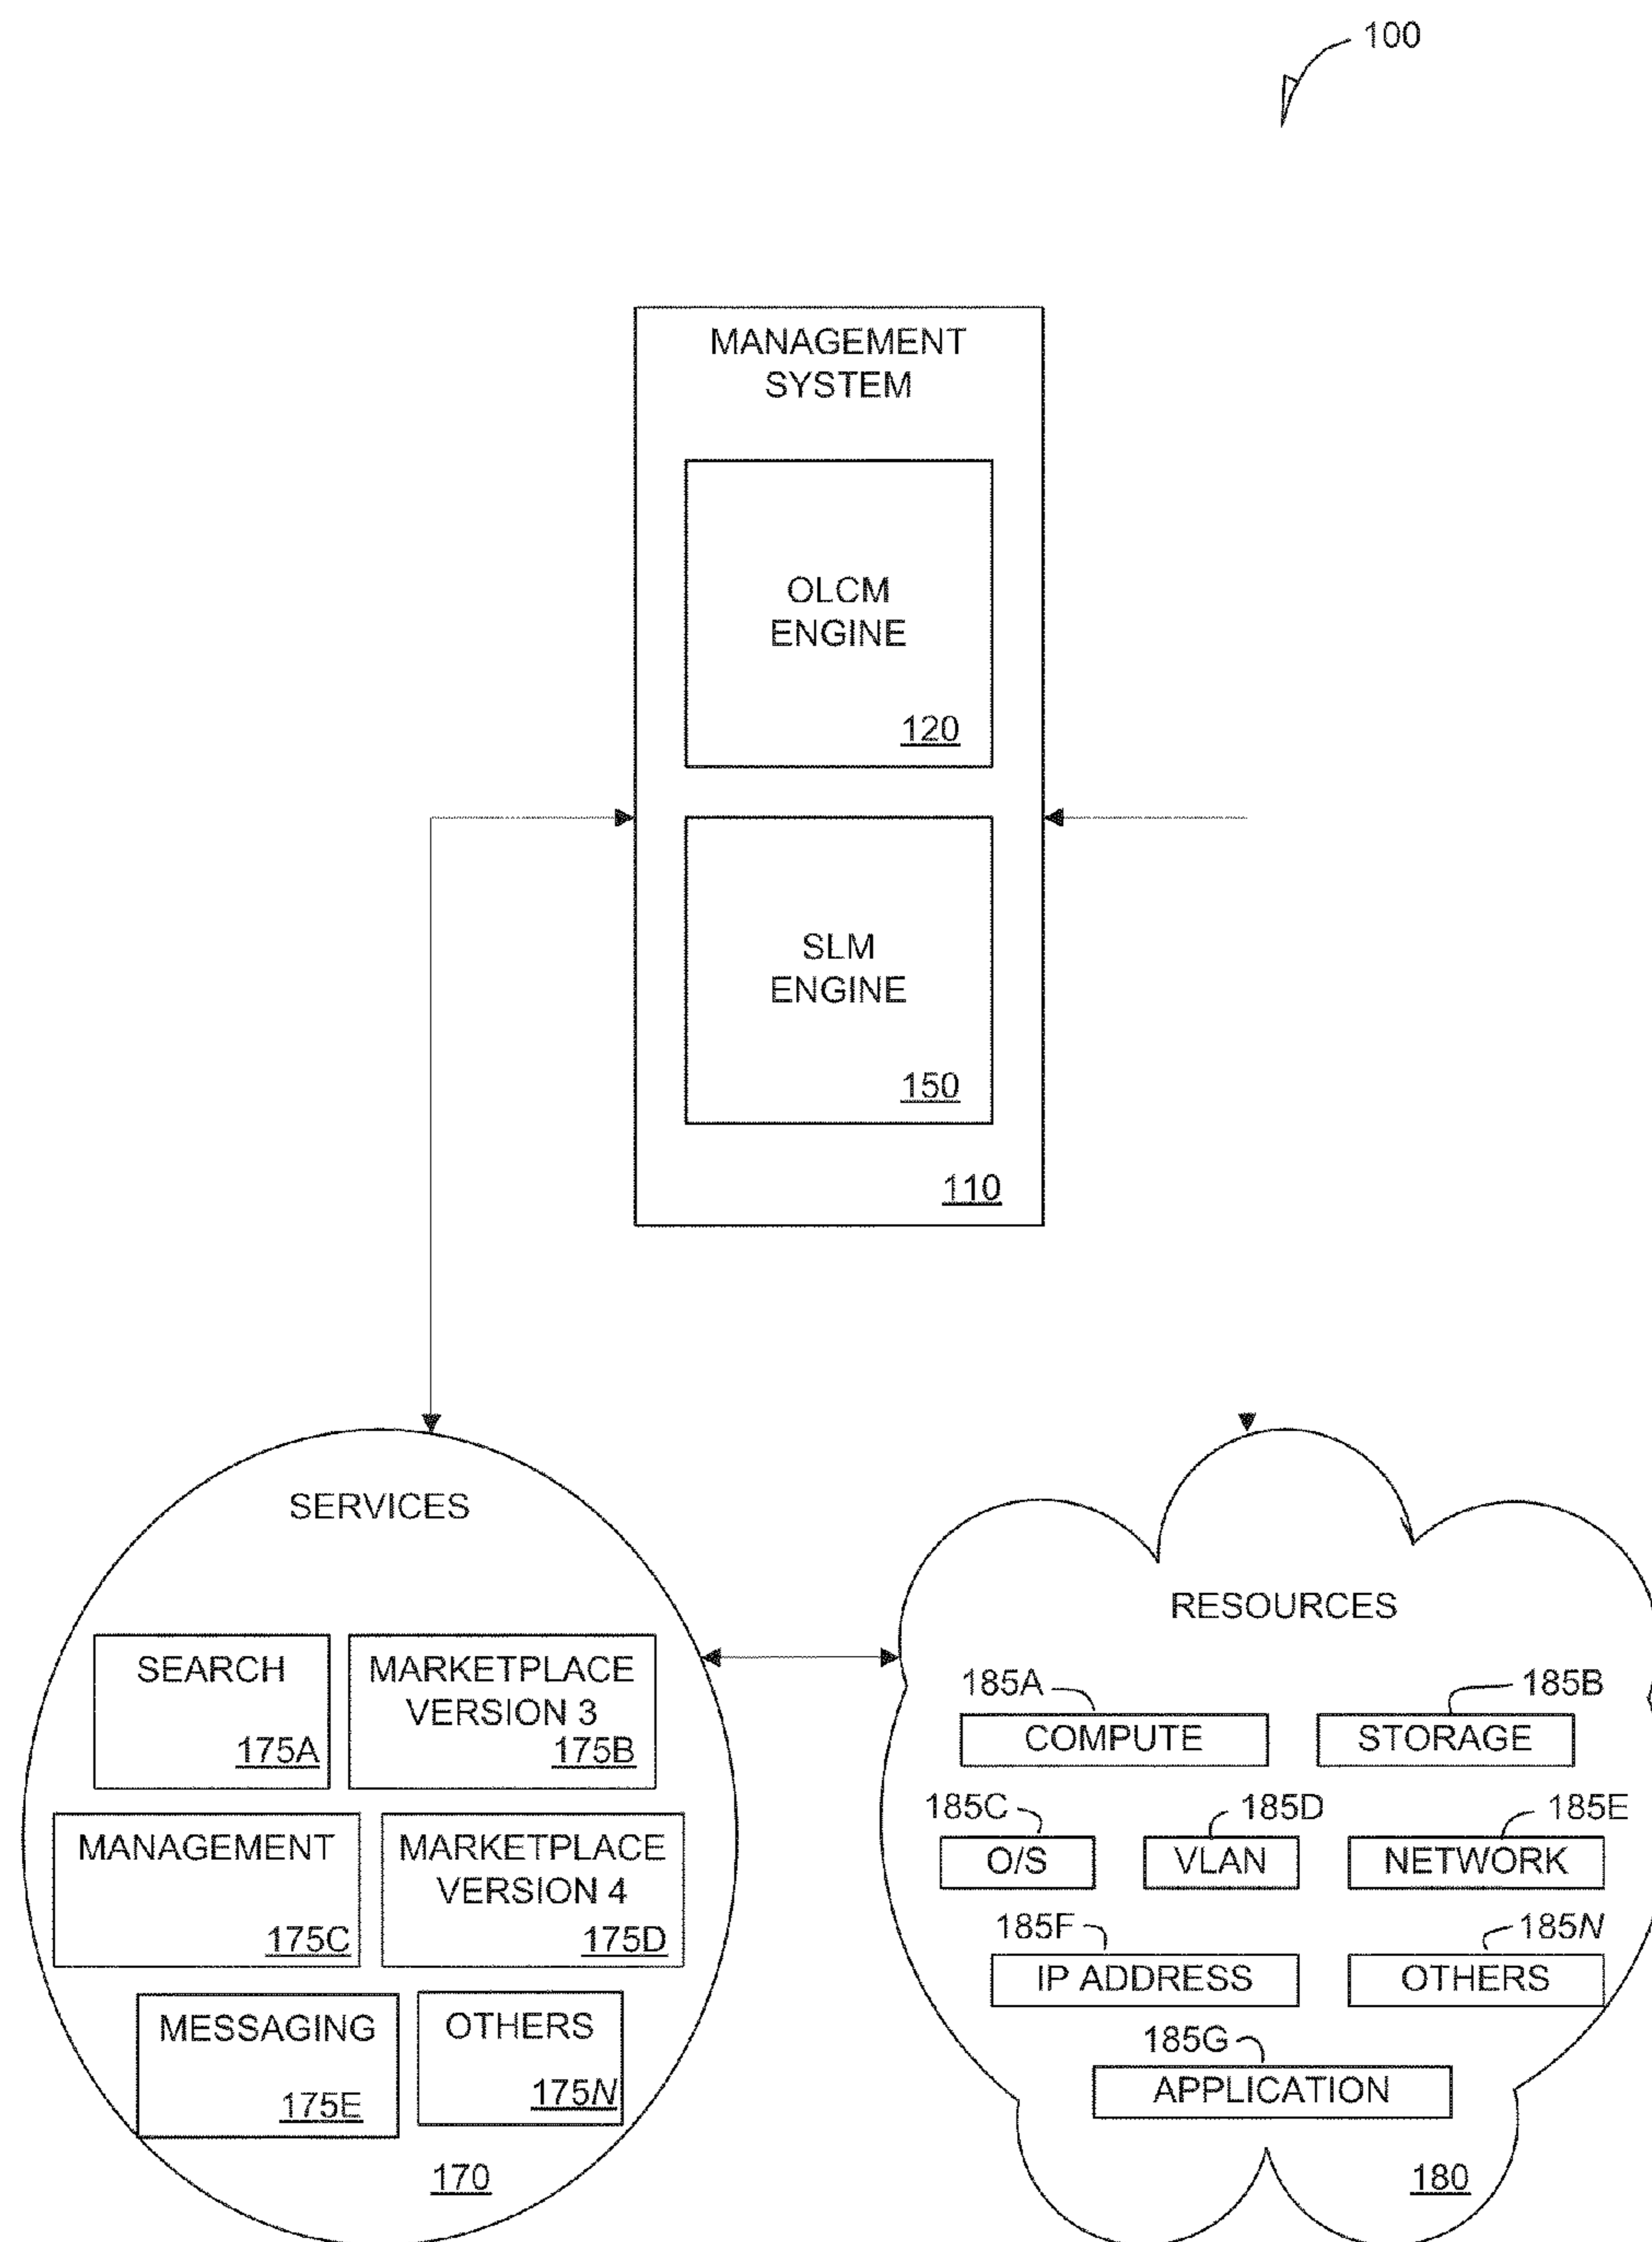 100
MANAGEMENT
SYSTEM
OLCM
ENGINE
120
SLM
ENGINE
150
110
SERVICES
SEARCH
175A
MARKETPLACE
VERSION 3
175B
MANAGEMENT
175C
MARKETPLACE
VERSION 4
175D
MESSAGING
175E
OTHERS
175N
170
RESOURCES
185A
COMPUTE
185B
STORAGE
185C
O/S
185D
VLAN
185E
NETWORK
185F
IP ADDRESS
185N
OTHERS
185G
APPLICATION
180